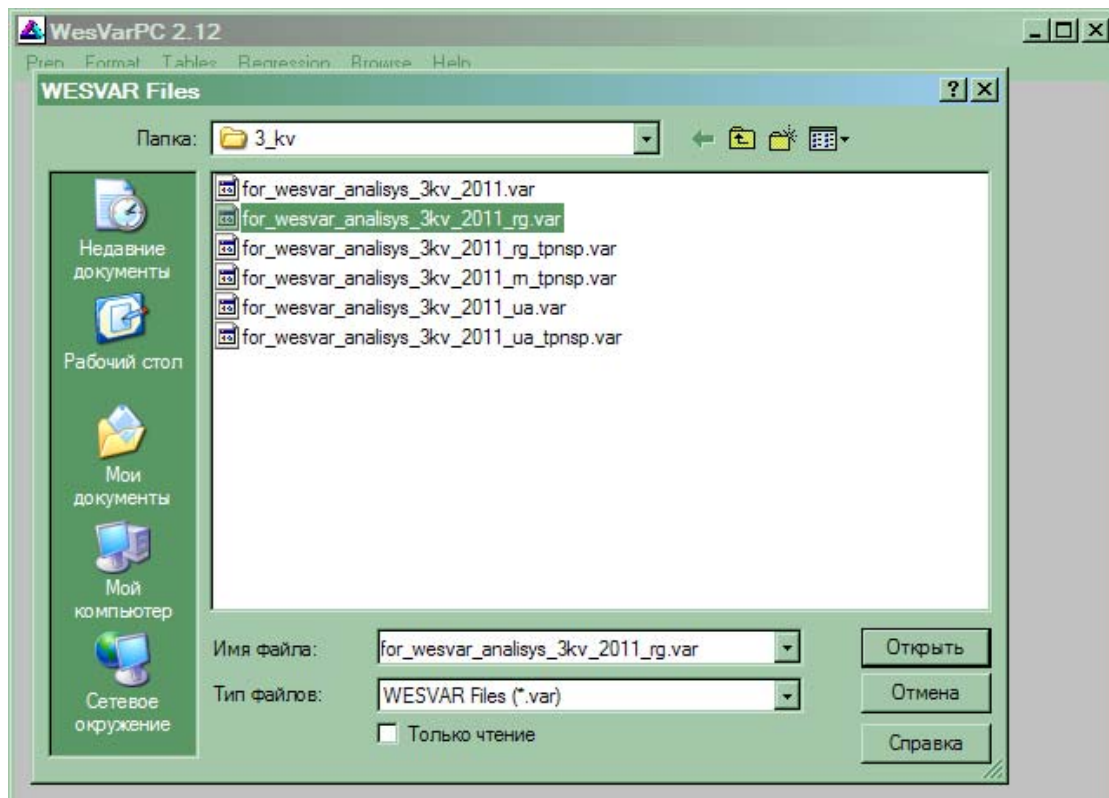 WesVarPC 2.12
Prep Format Tables Regression Browse Help
WESVAR Files
Папка: 3_kv
for_wesvar_analisys_3kv_2011.var
for_wesvar_analisys_3kv_2011_rg.var
for_wesvar_analisys_3kv_2011_rg_tpnsp.var
for_wesvar_analisys_3kv_2011_rn_tpnsp.var
for_wesvar_analisys_3kv_2011_ua.var
for_wesvar_analisys_3kv_2011_ua_tpnsp.var
Недавние
документы
Рабочий стол
Мои
документы
Мой
компьютер
Сетевое
окружение
Имя файла: for_wesvar_analisys_3kv_2011_rg.var Открыть
Тип файлов: WESVAR Files (*.var) Отмена
Только чтение
Справка